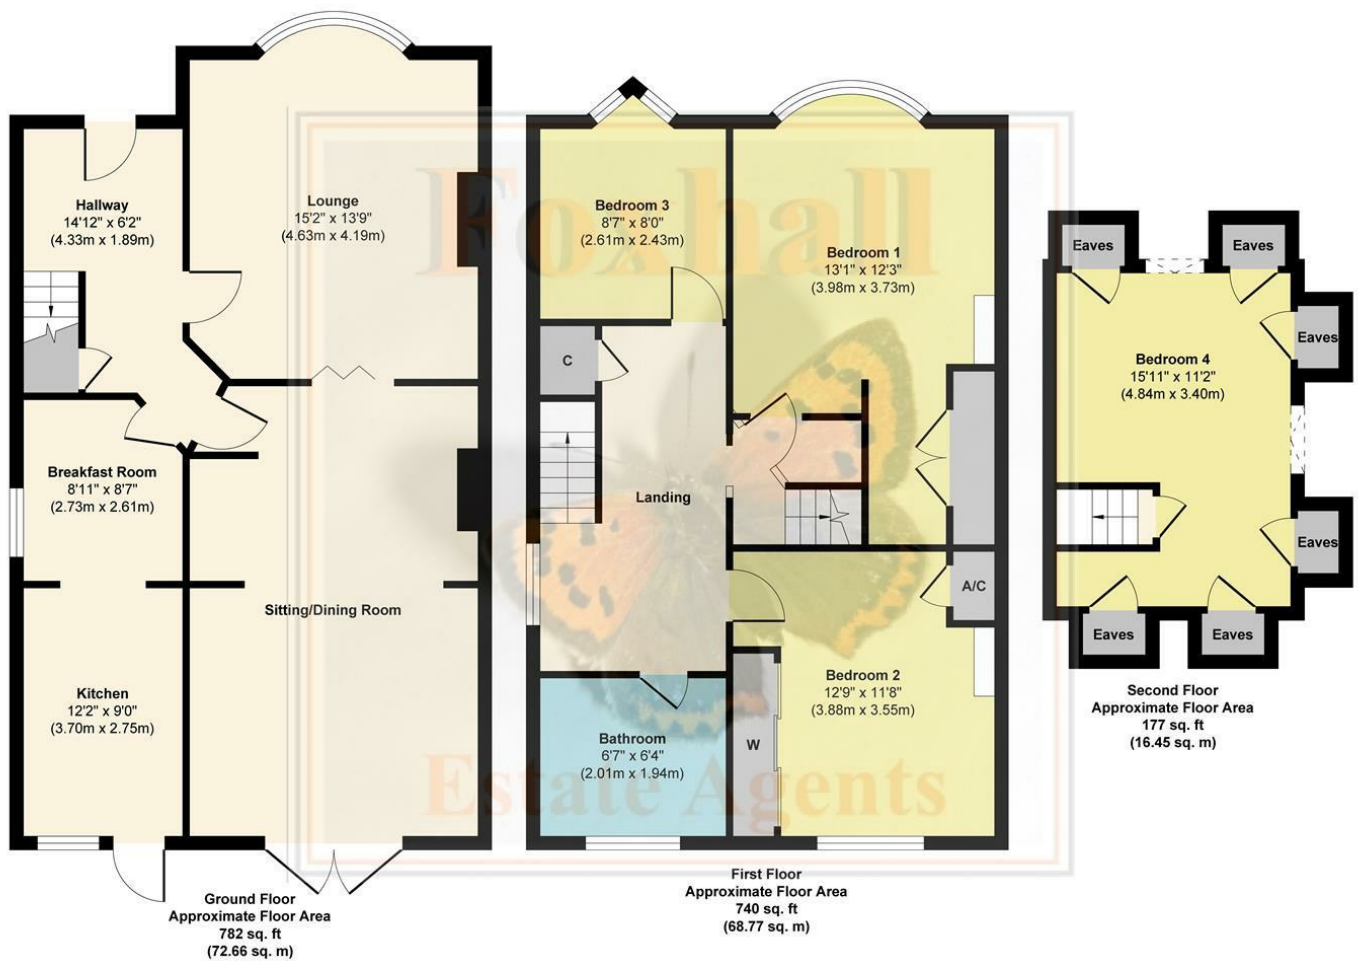 Hallway
14'12" x 6'2"
(4.33m x 1.89m)
Lounge
15'2" x 13'9"
(4.63m x 4.19m)
Breakfast Room
8'11" x 8'7"
(2.73m x 2.61m)
Sitting/Dining Room
Kitchen
12'2" x 9'0"
(3.70m x 2.75m)
Ground Floor
Approximate Floor Area
782 sq. ft
(72.66 sq. m)
Foxhall
Estate Agents
Bedroom 3
8'7" x 8'0"
(2.61m x 2.43m)
Bedroom 1
13'1" x 12'3"
(3.98m x 3.73m)
C
Landing
A/C
Bedroom 2
12'9" x 11'8"
(3.88m x 3.55m)
W
Bathroom
6'7" x 6'4"
(2.01m x 1.94m)
First Floor
Approximate Floor Area
740 sq. ft
(68.77 sq. m)
Eaves
Eaves
Eaves
Bedroom 4
15'11" x 11'2"
(4.84m x 3.40m)
Eaves
Eaves
Eaves
Second Floor
Approximate Floor Area
177 sq. ft
(16.45 sq. m)